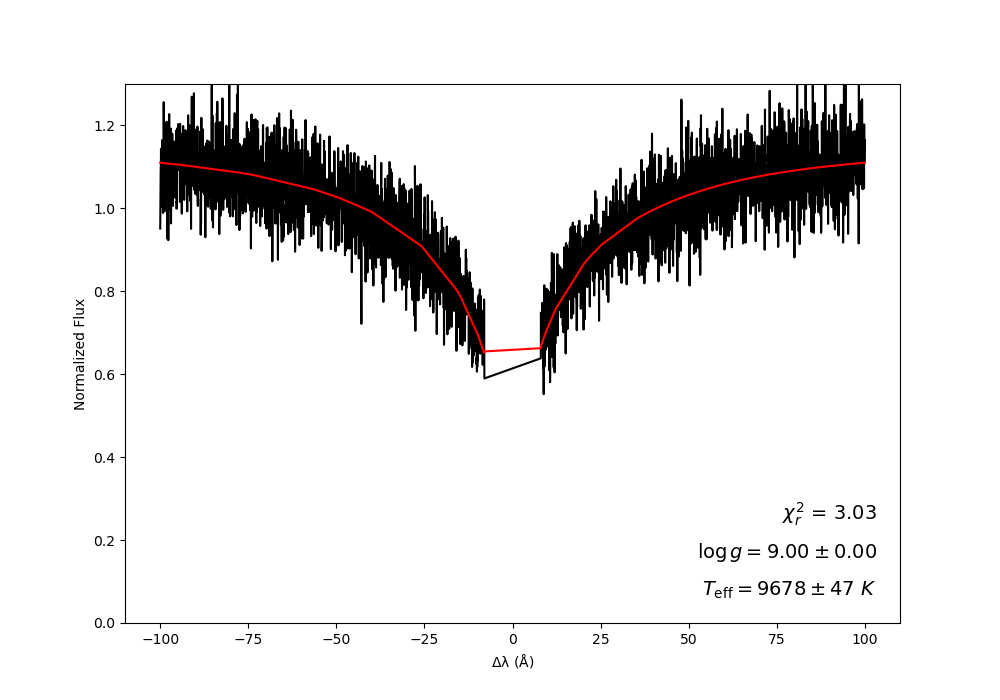 1.2
1.0
0.8
0.6
0.4
0.2
0.0
Normalized Flux
χ²ᵣ = 3.03
log g = 9.00 ± 0.00
T_eff = 9678 ± 47 K
−100 −75 −50 −25 0 25 50 75 100
Δλ (Å)